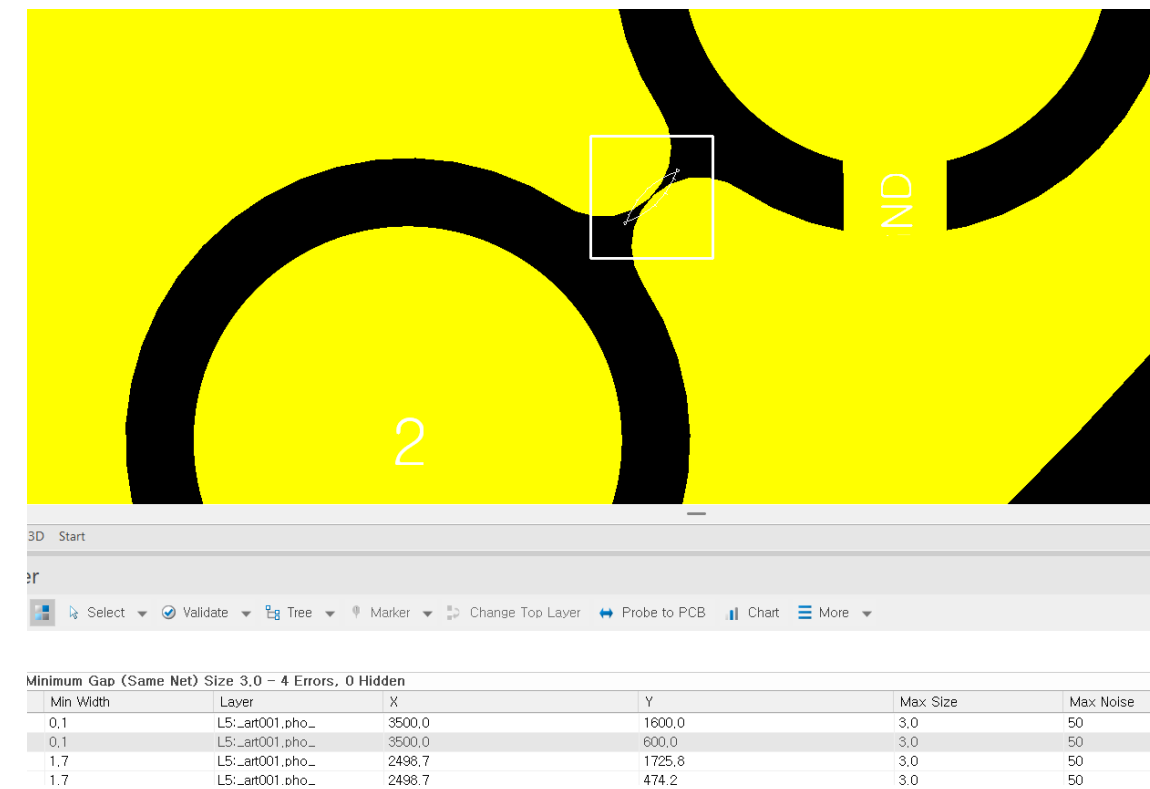 ND
2
3D Start
er
Select Validate Tree Marker Change Top Layer Probe to PCB Chart More
Minimum Gap (Same Net) Size 3,0 - 4 Errors, 0 Hidden
Min Width Layer X Y Max Size Max Noise
0,1 L5:_art001,pho_ 3500,0 1600,0 3,0 50
0,1 L5:_art001,pho_ 3500,0 600,0 3,0 50
1,7 L5:_art001,pho_ 2498,7 1725,8 3,0 50
1,7 L5:_art001,pho_ 2498,7 474,2 3,0 50